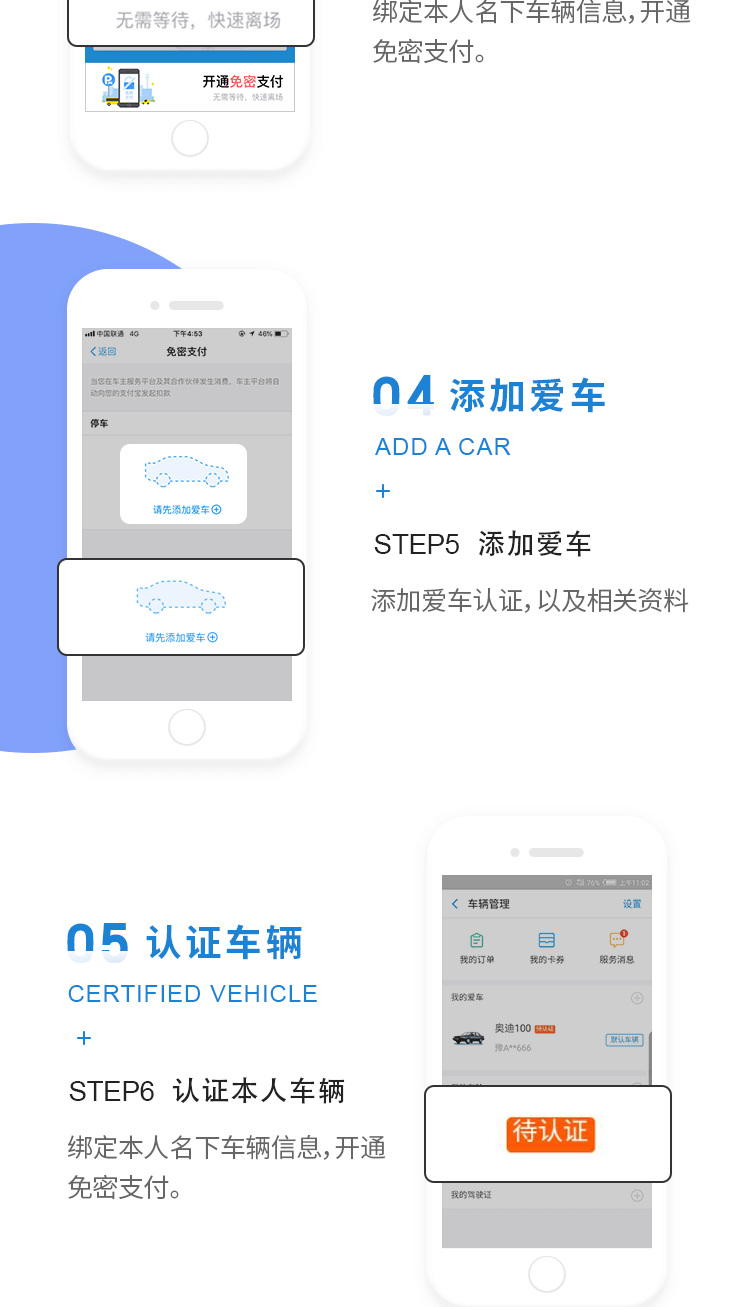 无需等待，快速离场
绑定本人名下车辆信息，开通
免密支付。
开通免密支付
无需等待，快速离场
中国联通 4G 下午4:53 46%
返回 免密支付
当您在车主服务平台及其合作伙伴发生消费，车主平台将自
动向您的支付宝发起扣款
停车
请先添加爱车
请先添加爱车
04 添加爱车
ADD A CAR
+
STEP5 添加爱车
添加爱车认证，以及相关资料
05 认证车辆
CERTIFIED VEHICLE
+
STEP6 认证本人车辆
绑定本人名下车辆信息，开通
免密支付。
76% 上午11:02
车辆管理 设置
我的订单 我的卡券 服务消息
我的爱车
奥迪100 待认证
豫A**666
默认车辆
待认证
我的驾驶证